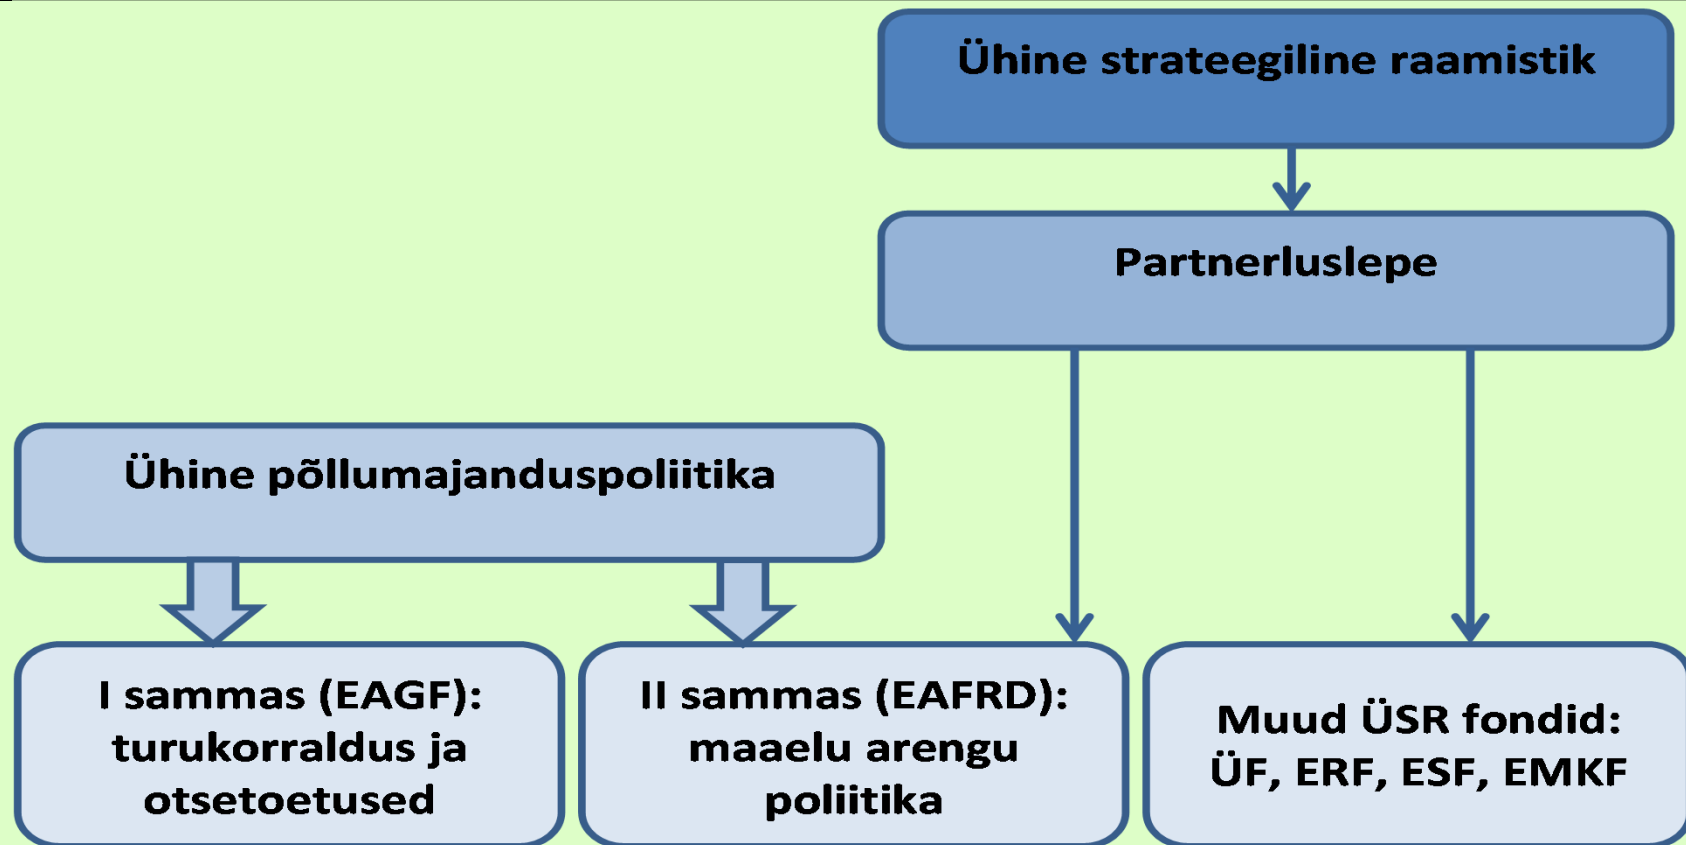 Ühine strateegiline raamistik
Partnerluslepe
Ühine põllumajanduspoliitika
I sammas (EAGF):
turukorraldus ja
otsetoetused
II sammas (EAFRD):
maaelu arengu
poliitika
Muud ÜSR fondid:
ÜF, ERF, ESF, EMKF